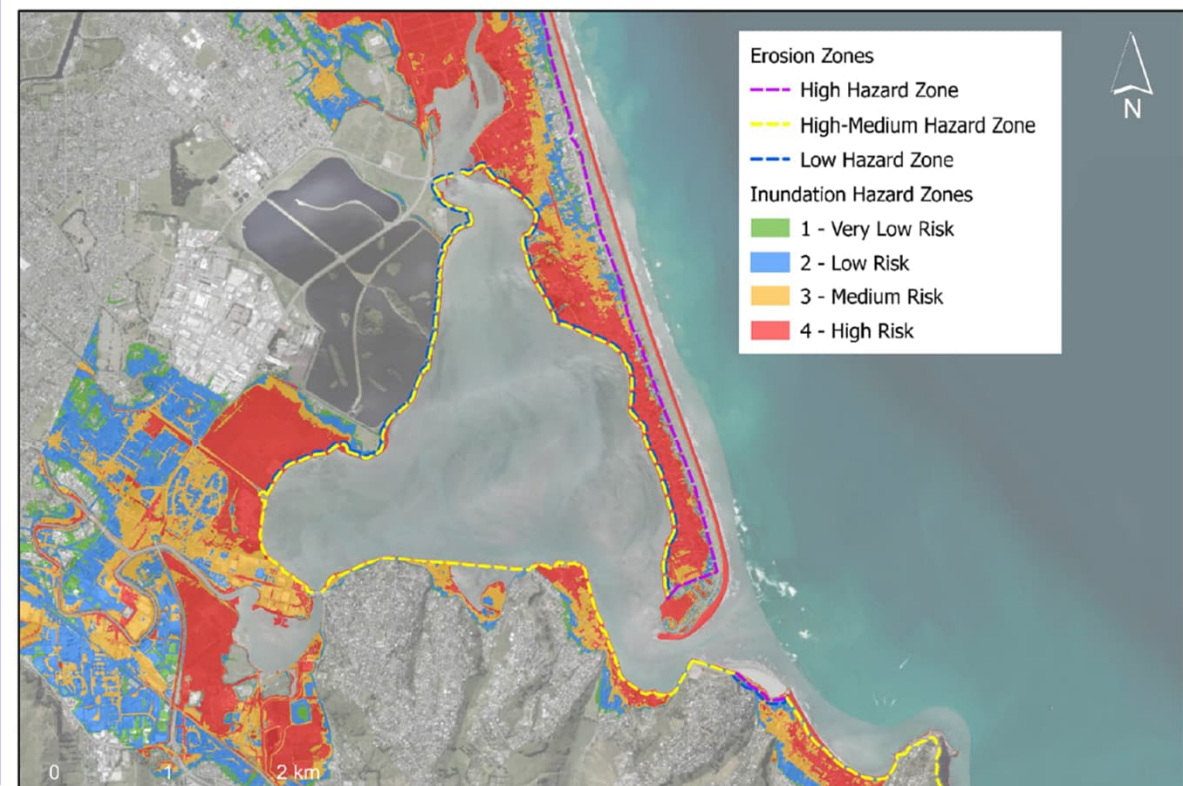 Erosion Zones
High Hazard Zone
High-Medium Hazard Zone
Low Hazard Zone
Inundation Hazard Zones
1 - Very Low Risk
2 - Low Risk
3 - Medium Risk
4 - High Risk
N
0 1 2 km